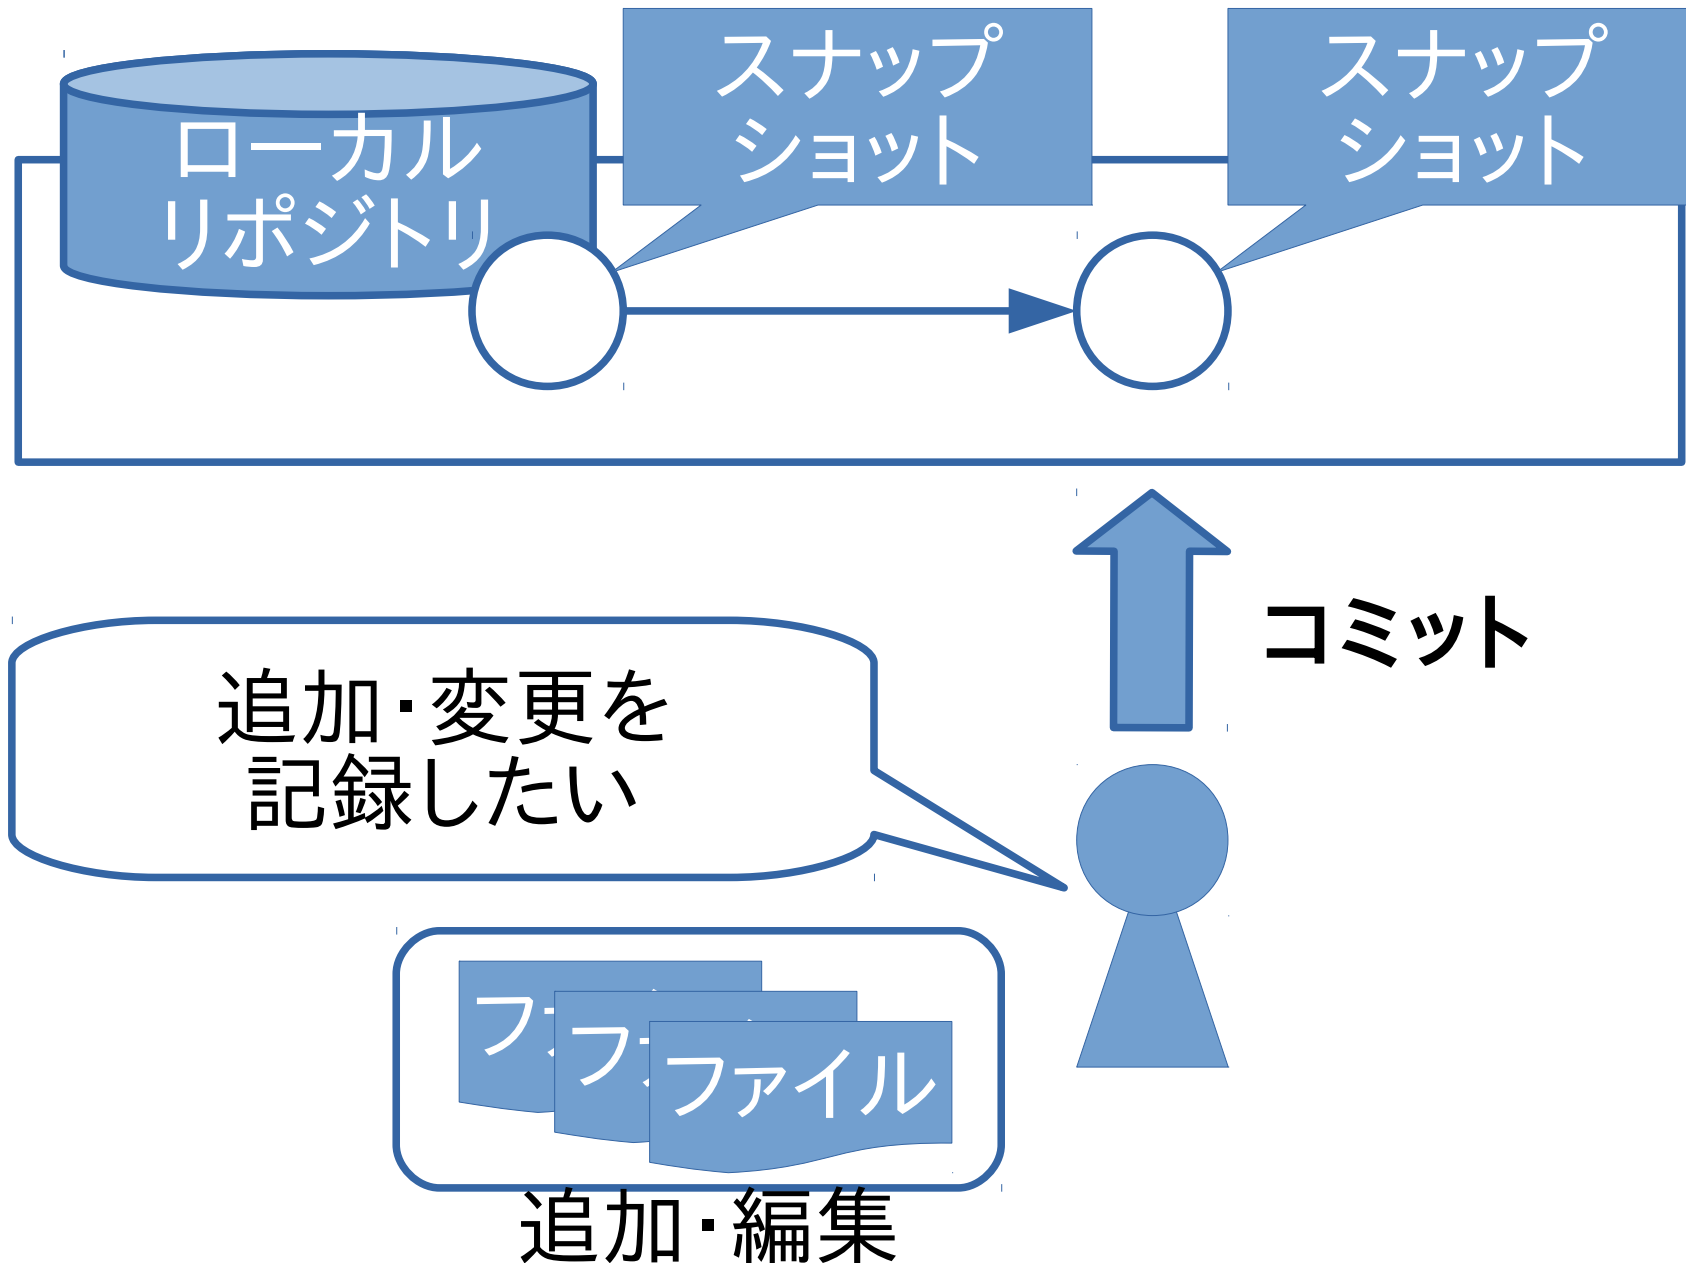 ローカル
リポジトリ
スナップ
ショット
スナップ
ショット
コミット
追加・変更を
記録したい
ファイル
追加・編集